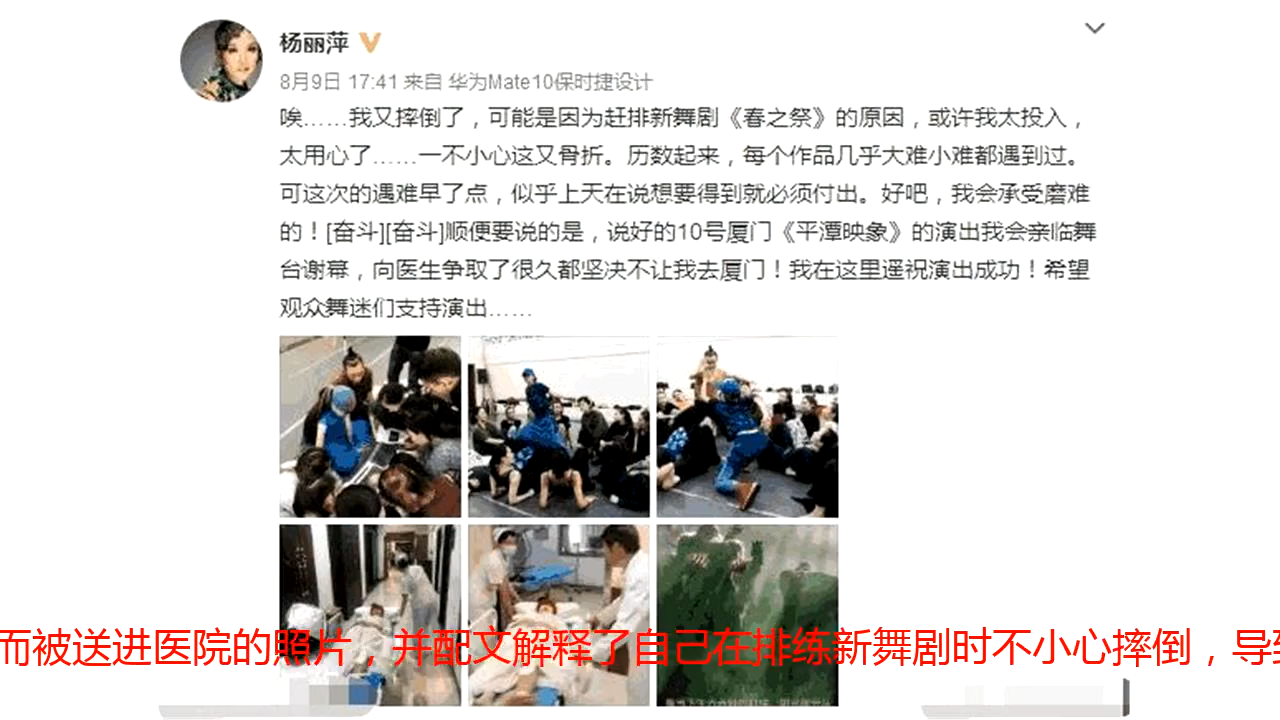 杨丽萍
8月9日 17:41 来自 华为Mate10保时捷设计
唉……我又摔倒了，可能是因为赶排新舞剧《春之祭》的原因，或许我太投入，
太用心了……一不小心这又骨折。历数起来，每个作品几乎大难小难都遇到过。
可这次的遇难早了点，似乎上天在说想要得到就必须付出。好吧，我会承受磨难
的！[奋斗][奋斗]顺便要说的是，说好的10号厦门《平潭映象》的演出我会亲临舞
台谢幕，向医生争取了很久都坚决不让我去厦门！我在这里遥祝演出成功！希望
观众舞迷们支持演出……
而被送进医院的照片，并配文解释了自己在排练新舞剧时不小心摔倒，导